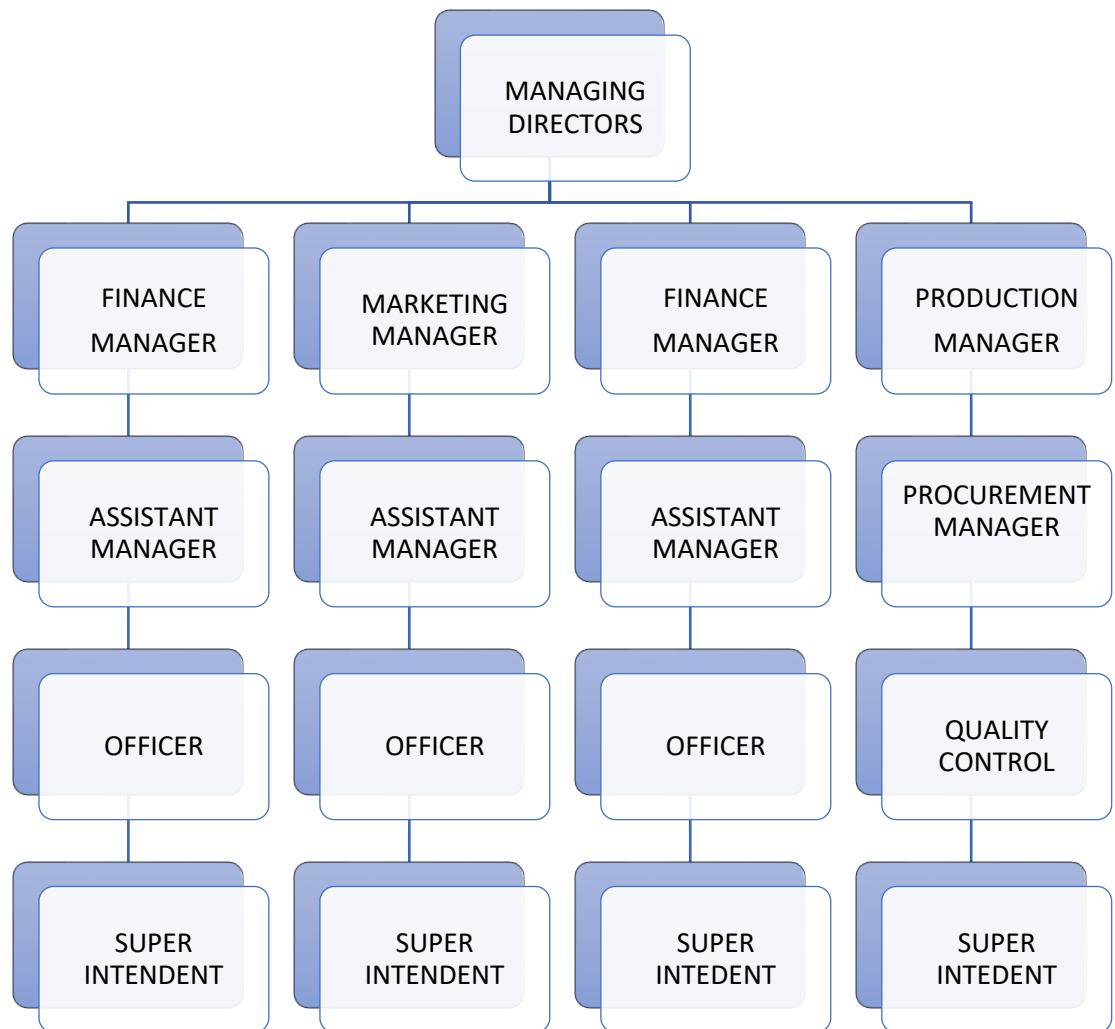 MANAGING
DIRECTORS
FINANCE
MANAGER
MARKETING
MANAGER
FINANCE
MANAGER
PRODUCTION
MANAGER
ASSISTANT
MANAGER
ASSISTANT
MANAGER
ASSISTANT
MANAGER
PROCUREMENT
MANAGER
OFFICER
OFFICER
OFFICER
QUALITY
CONTROL
SUPER
INTENDENT
SUPER
INTENDENT
SUPER
INTEDENT
SUPER
INTEDENT